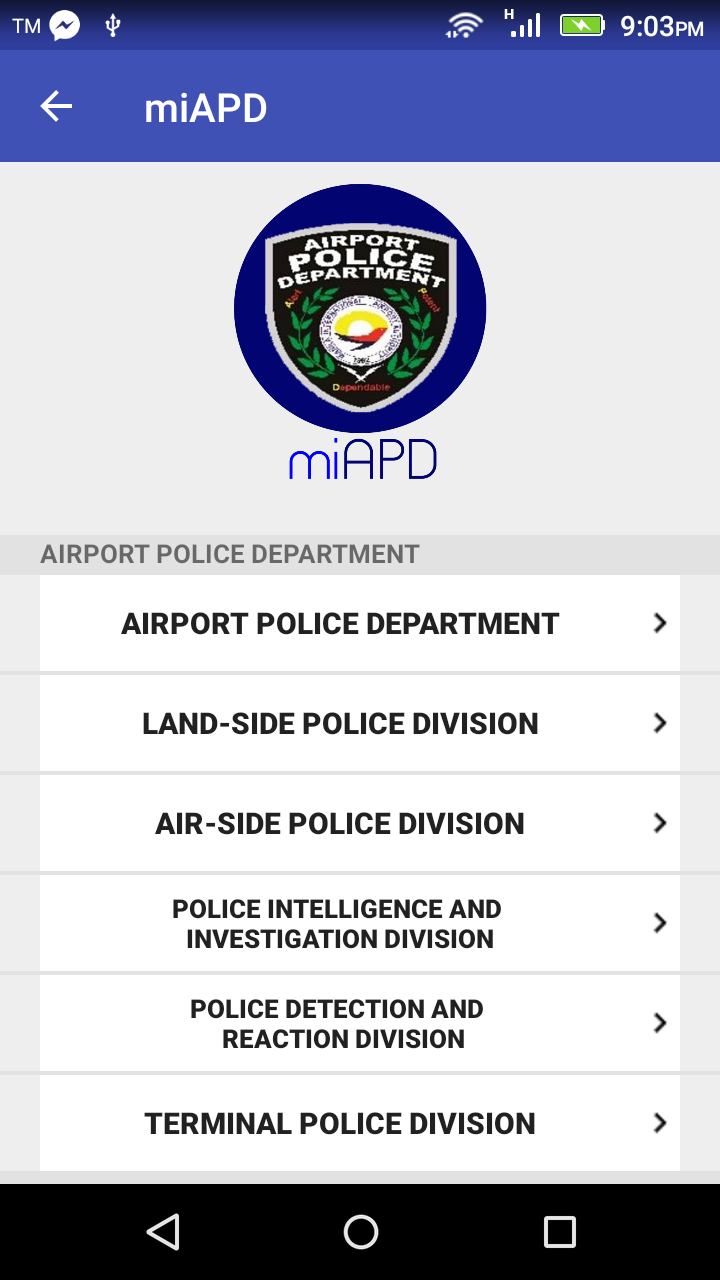 TM
H
9:03PM
miAPD
AIRPORT
POLICE
DEPARTMENT
Alert
Potent
MANILA INTERNATIONAL AIRPORT AUTHORITY
Dependable
miAPD
AIRPORT POLICE DEPARTMENT
AIRPORT POLICE DEPARTMENT
LAND-SIDE POLICE DIVISION
AIR-SIDE POLICE DIVISION
POLICE INTELLIGENCE AND
INVESTIGATION DIVISION
POLICE DETECTION AND
REACTION DIVISION
TERMINAL POLICE DIVISION